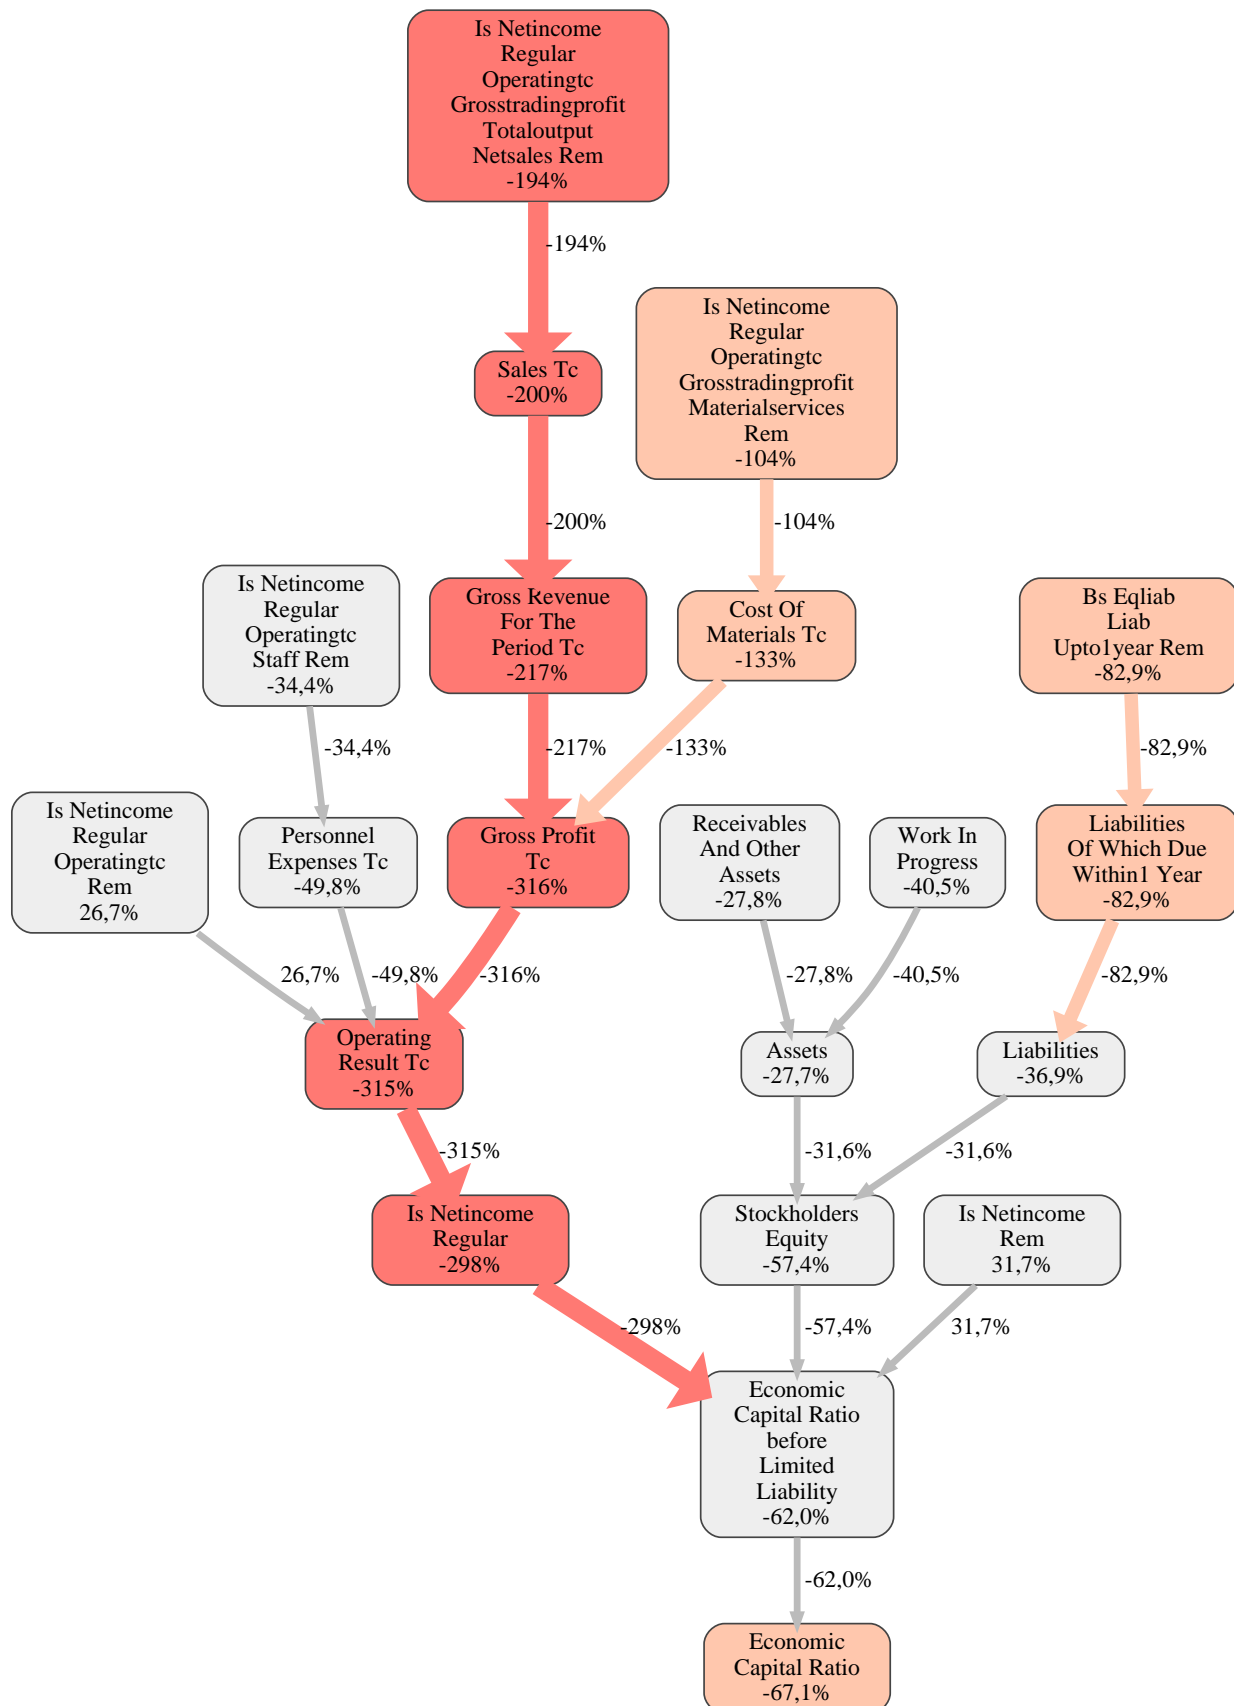 Is Netincome
Regular
Operatingtc
Grosstradingprofit
Totaloutput
Netsales Rem
-194%
-194%
Is Netincome
Regular
Operatingtc
Grosstradingprofit
Materialservices
Rem
-104%
Sales Tc
-200%
-200%
-104%
Is Netincome
Regular
Operatingtc
Staff Rem
-34,4%
Gross Revenue
For The
Period Tc
-217%
Cost Of
Materials Tc
-133%
Bs Eqliab
Liab
Upto1year Rem
-82,9%
-34,4%
-217%
-133%
-82,9%
Is Netincome
Regular
Operatingtc
Rem
26,7%
Personnel
Expenses Tc
-49,8%
Gross Profit
Tc
-316%
Receivables
And Other
Assets
-27,8%
Work In
Progress
-40,5%
Liabilities
Of Which Due
Within1 Year
-82,9%
26,7%
-49,8%
-316%
-27,8%
-40,5%
-82,9%
Operating
Result Tc
-315%
Assets
-27,7%
Liabilities
-36,9%
-315%
-31,6%
-31,6%
Is Netincome
Regular
-298%
Stockholders
Equity
-57,4%
Is Netincome
Rem
31,7%
-298%
-57,4%
31,7%
Economic
Capital Ratio
before
Limited
Liability
-62,0%
-62,0%
Economic
Capital Ratio
-67,1%